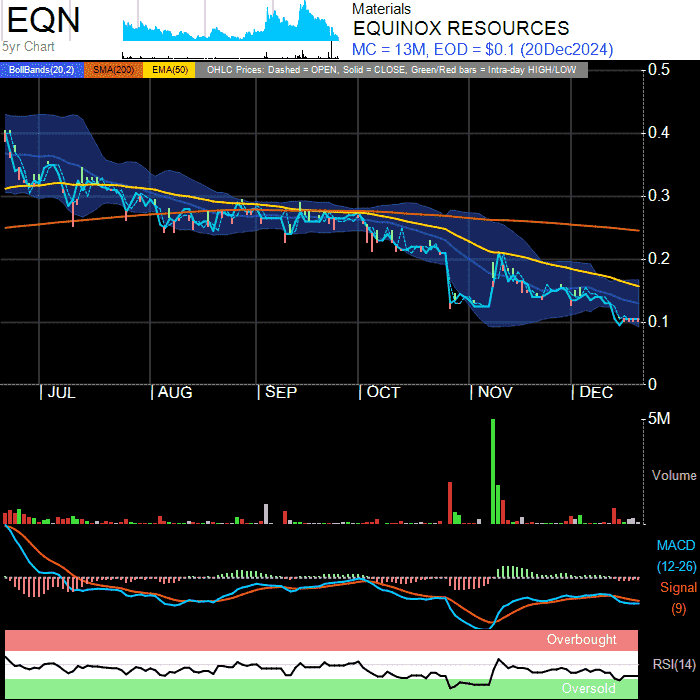 EQN
5yr Chart
Materials
EQUINOX RESOURCES
MC = 13M, EOD = $0.1 (20Dec2024)
BollBands(20,2) SMA(200) EMA(50) OHLC Prices: Dashed = OPEN, Solid = CLOSE, Green/Red bars = Intra-day HIGH/LOW
0.5
0.4
0.3
0.2
0.1
0
| JUL | AUG | SEP | OCT | NOV | DEC
5M
Volume
MACD
(12-26)
Signal
(9)
Overbought
RSI(14)
Oversold